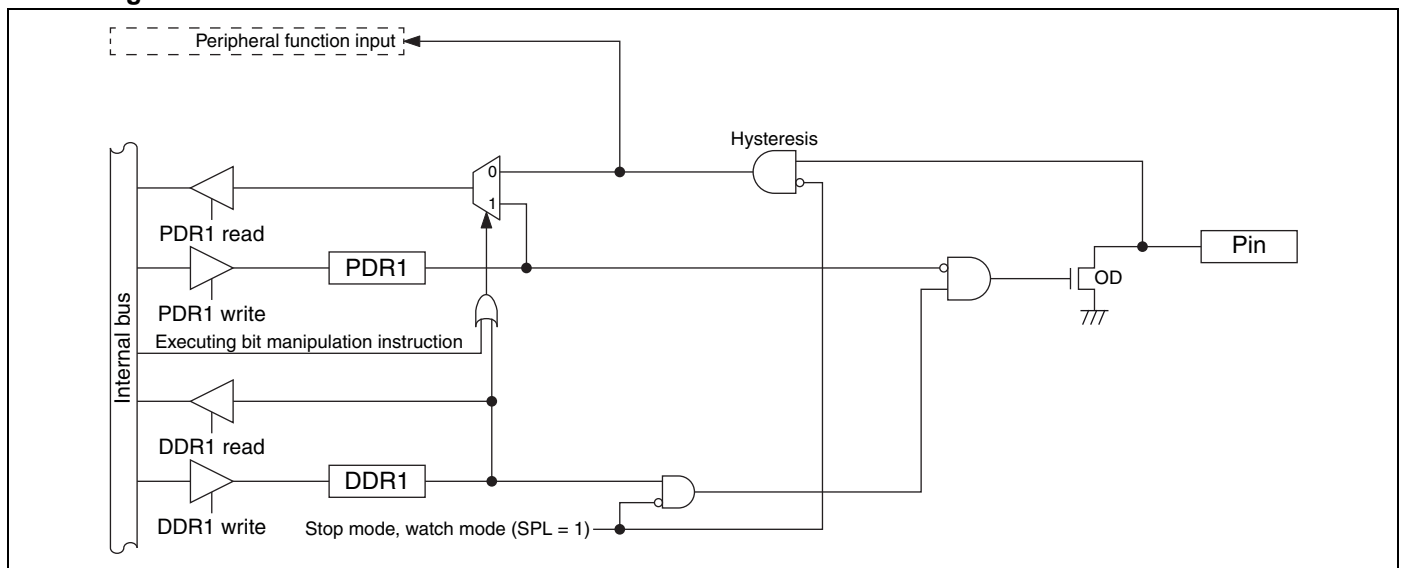 Peripheral function input
Hysteresis
0
1
PDR1 read
PDR1
Pin
OD
PDR1 write
Executing bit manipulation instruction
Internal bus
DDR1 read
DDR1
DDR1 write
Stop mode, watch mode (SPL = 1)